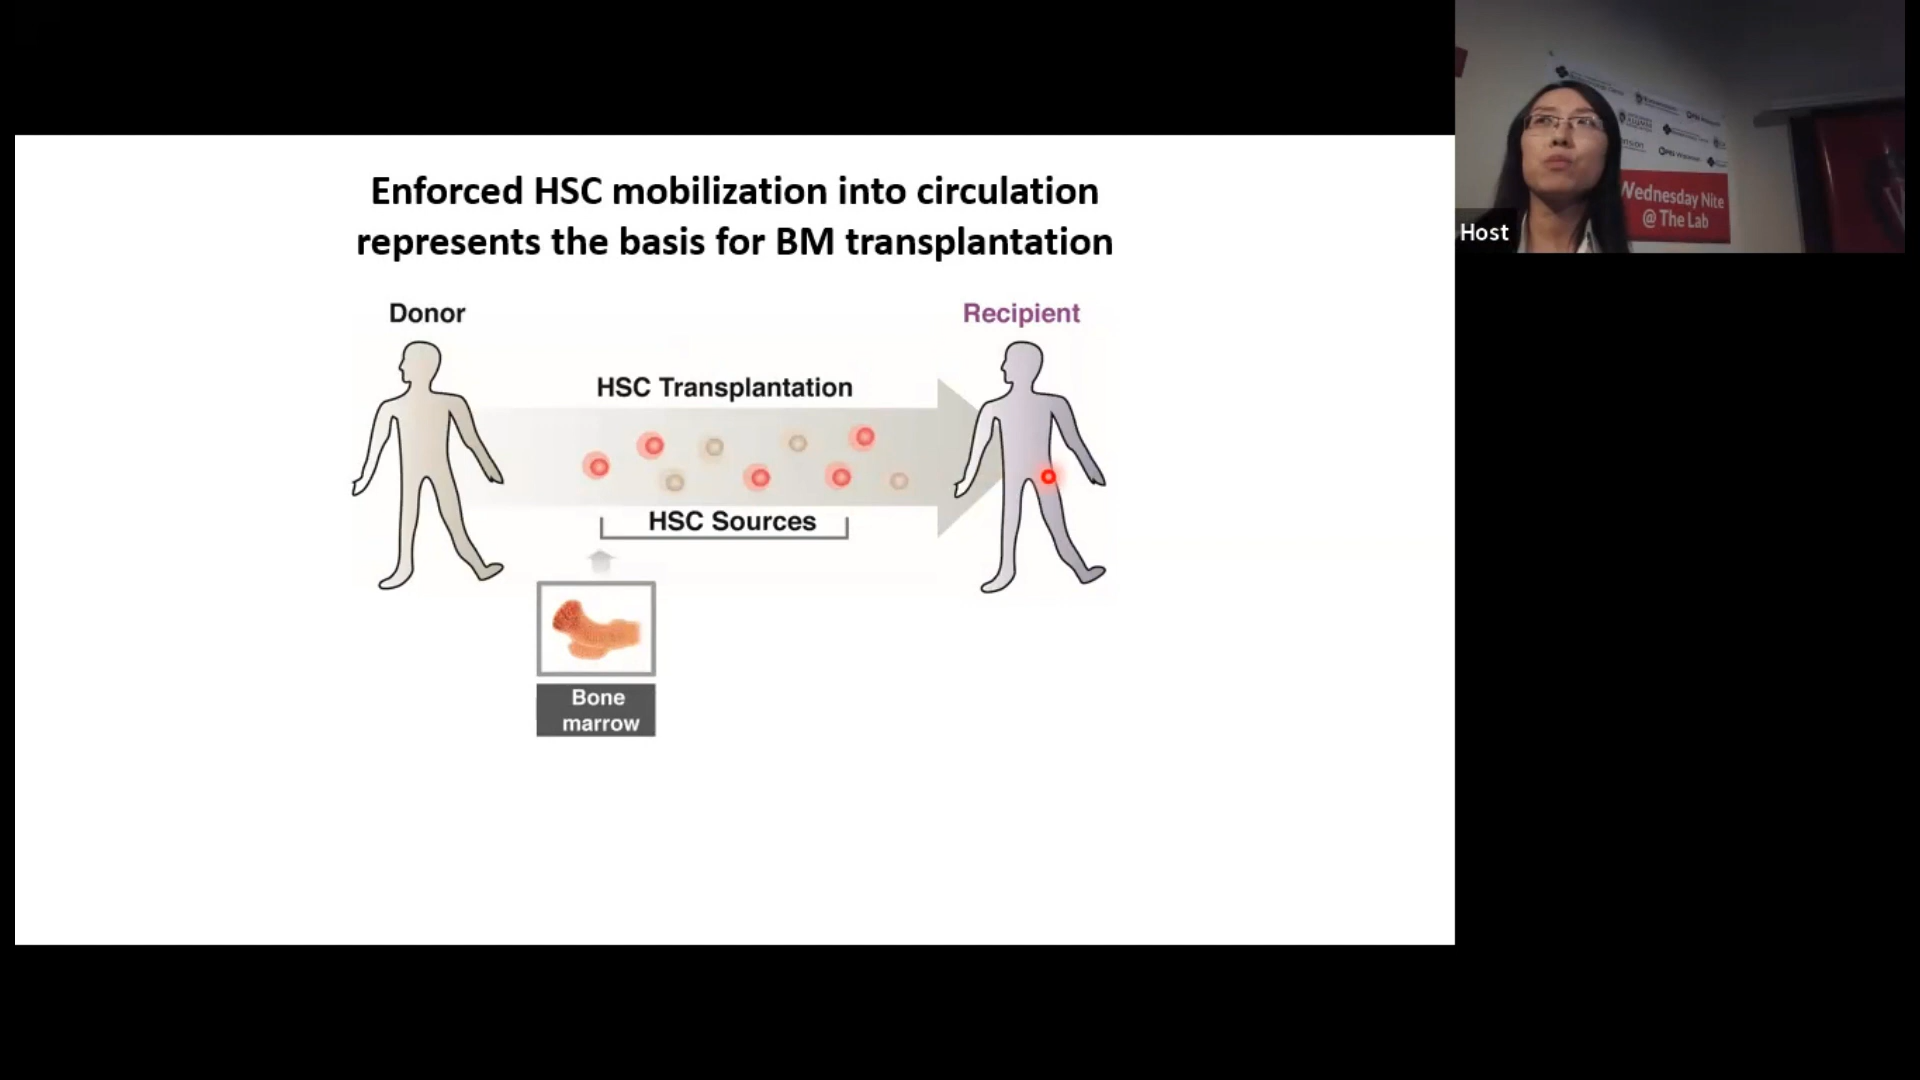 Enforced HSC mobilization into circulation
represents the basis for BM transplantation
Donor
Recipient
HSC Transplantation
HSC Sources
Bone
marrow
Host
Wednesday Nite
@ The Lab